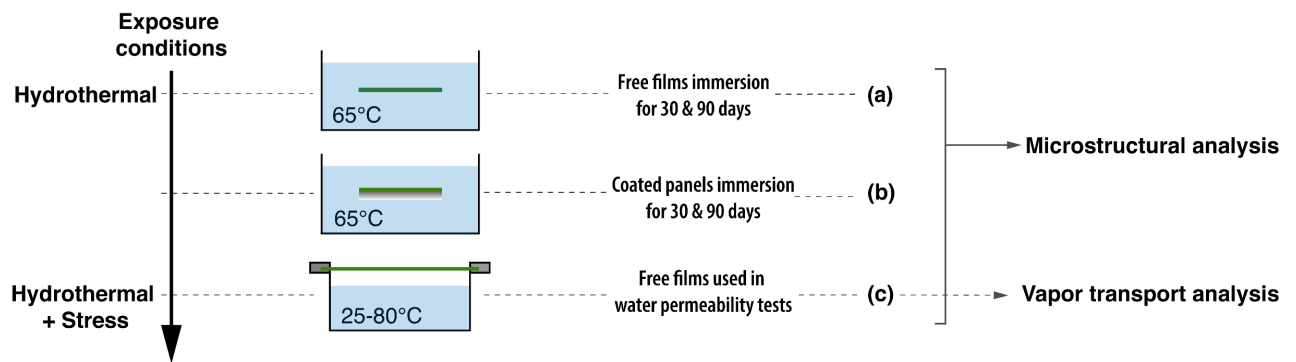 Exposure
conditions
Hydrothermal
65°C
Free films immersion
for 30 & 90 days
(a)
Microstructural analysis
65°C
Coated panels immersion
for 30 & 90 days
(b)
Hydrothermal
+ Stress
25-80°C
Free films used in
water permeability tests
(c)
Vapor transport analysis